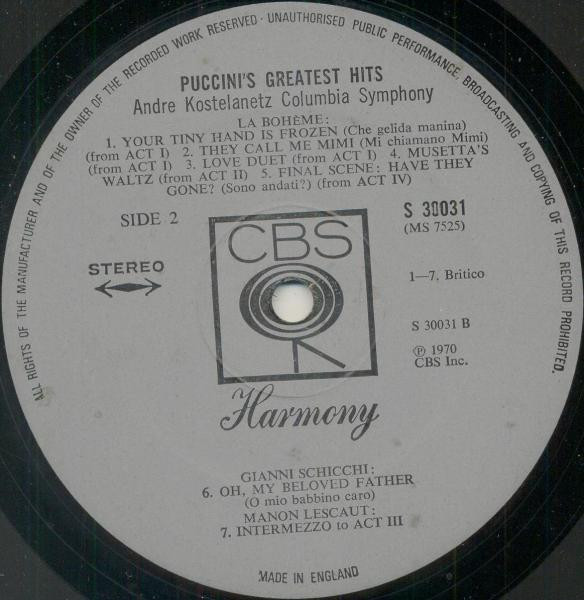 ALL RIGHTS OF THE MANUFACTURER AND OF THE OWNER OF THE RECORDED WORK RESERVED · UNAUTHORISED PUBLIC PERFORMANCE, BROADCASTING AND COPYING OF THIS RECORD PROHIBITED.
PUCCINI'S GREATEST HITS
Andre Kostelanetz Columbia Symphony
LA BOHÈME:
1. YOUR TINY HAND IS FROZEN (Che gelida manina)
(from ACT I) 2. THEY CALL ME MIMI (Mi chiamano Mimi)
(from ACT I) 3. LOVE DUET (from ACT I) 4. MUSETTA'S
WALTZ (from ACT II) 5. FINAL SCENE: HAVE THEY
GONE? (Sono andati?) (from ACT IV)
SIDE 2
S 30031
(MS 7525)
CBS
STEREO
1—7, Britico
S 30031 B
℗ 1970
CBS Inc.
Harmony
GIANNI SCHICCHI:
6. OH, MY BELOVED FATHER
(O mio babbino caro)
MANON LESCAUT:
7. INTERMEZZO to ACT III
MADE IN ENGLAND